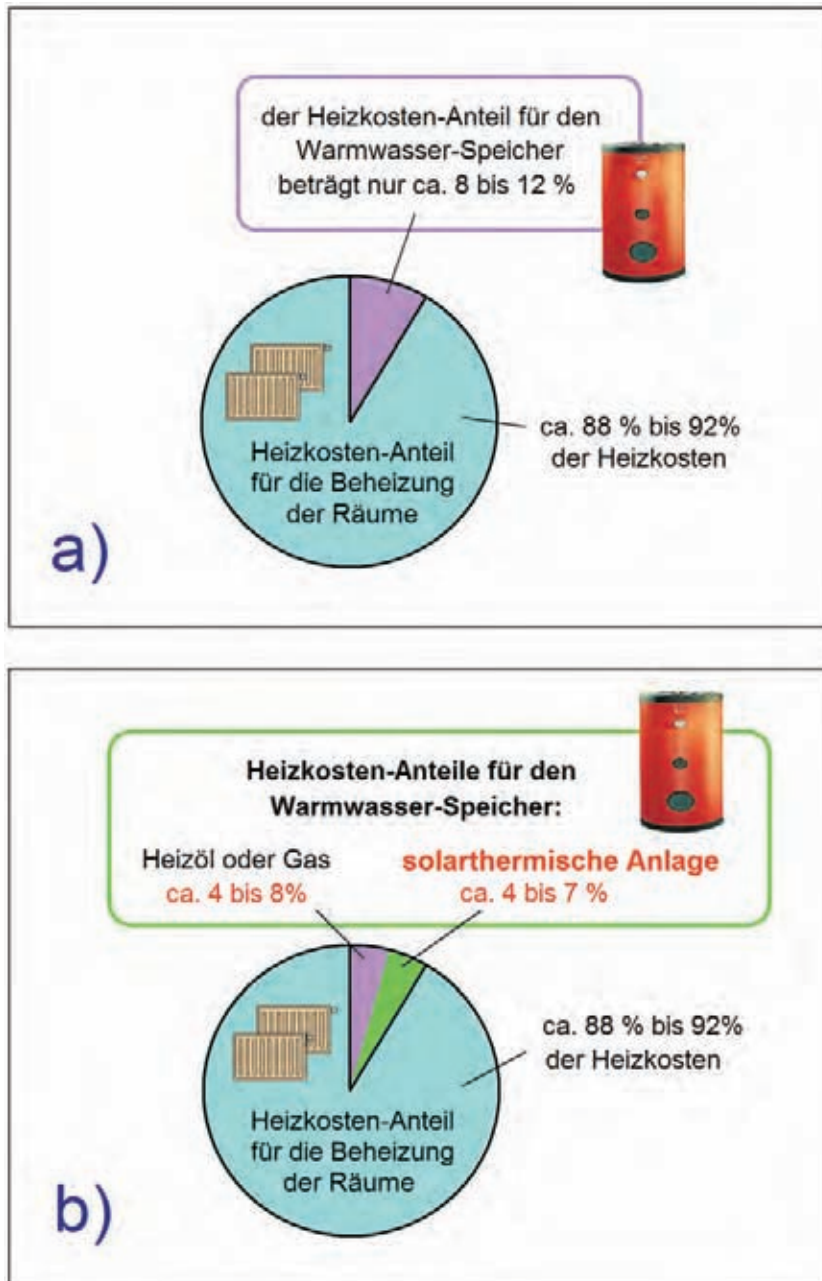 der Heizkosten-Anteil für den
Warmwasser-Speicher
beträgt nur ca. 8 bis 12 %
ca. 88 % bis 92%
der Heizkosten
Heizkosten-Anteil
für die Beheizung
der Räume
a)
Heizkosten-Anteile für den
Warmwasser-Speicher:
Heizöl oder Gas
ca. 4 bis 8%
solarthermische Anlage
ca. 4 bis 7 %
ca. 88 % bis 92%
der Heizkosten
Heizkosten-Anteil
für die Beheizung
der Räume
b)